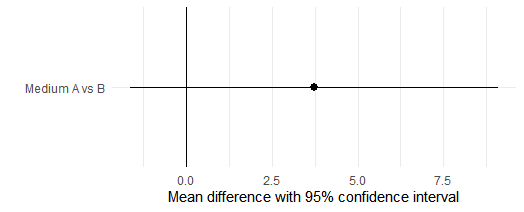 Medium A vs B
0.0 2.5 5.0 7.5
Mean difference with 95% confidence interval